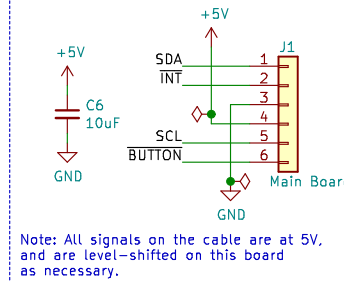 +5V
J1
SDA 1
INT 2
3
4
SCL 5
BUTTON 6
Main Boar
GND
+5V
C6
10uF
GND
Note: All signals on the cable are at 5V,
and are level-shifted on this board
as necessary.